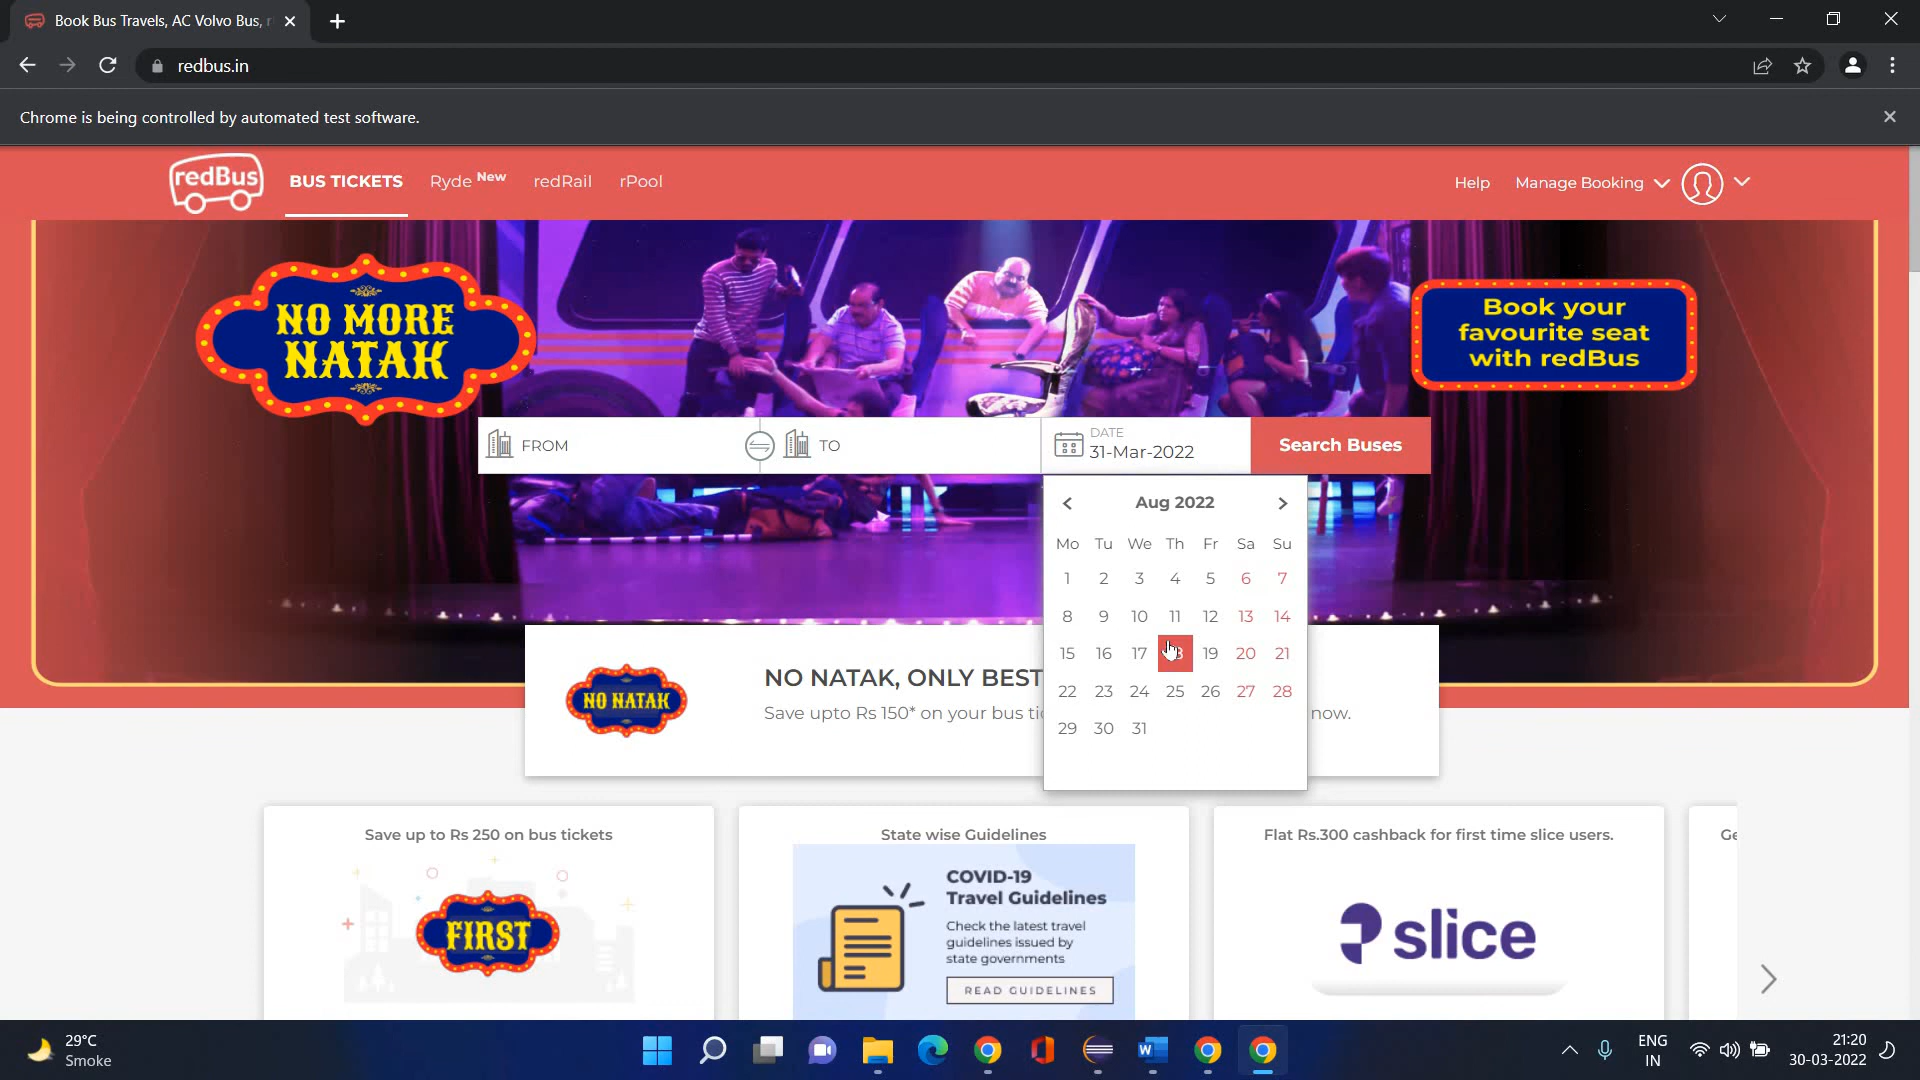 Book Bus Travels, AC Volvo Bus, r
redbus.in
Chrome is being controlled by automated test software.
redBus
BUS TICKETS
Ryde New
redRail
rPool
Help
Manage Booking
NO MORE
NATAK
Book your
favourite seat
with redBus
FROM
TO
DATE
31-Mar-2022
Search Buses
< Aug 2022 >
Mo Tu We Th Fr Sa Su
1 2 3 4 5 6 7
8 9 10 11 12 13 14
15 16 17 18 19 20 21
22 23 24 25 26 27 28
29 30 31
NO NATAK
NO NATAK, ONLY BEST
Save upto Rs 150* on your bus ti
now.
Save up to Rs 250 on bus tickets
FIRST
State wise Guidelines
COVID-19
Travel Guidelines
Check the latest travel
guidelines issued by
state governments
READ GUIDELINES
Flat Rs.300 cashback for first time slice users.
slice
Ge
29°C
Smoke
ENG
IN
21:20
30-03-2022